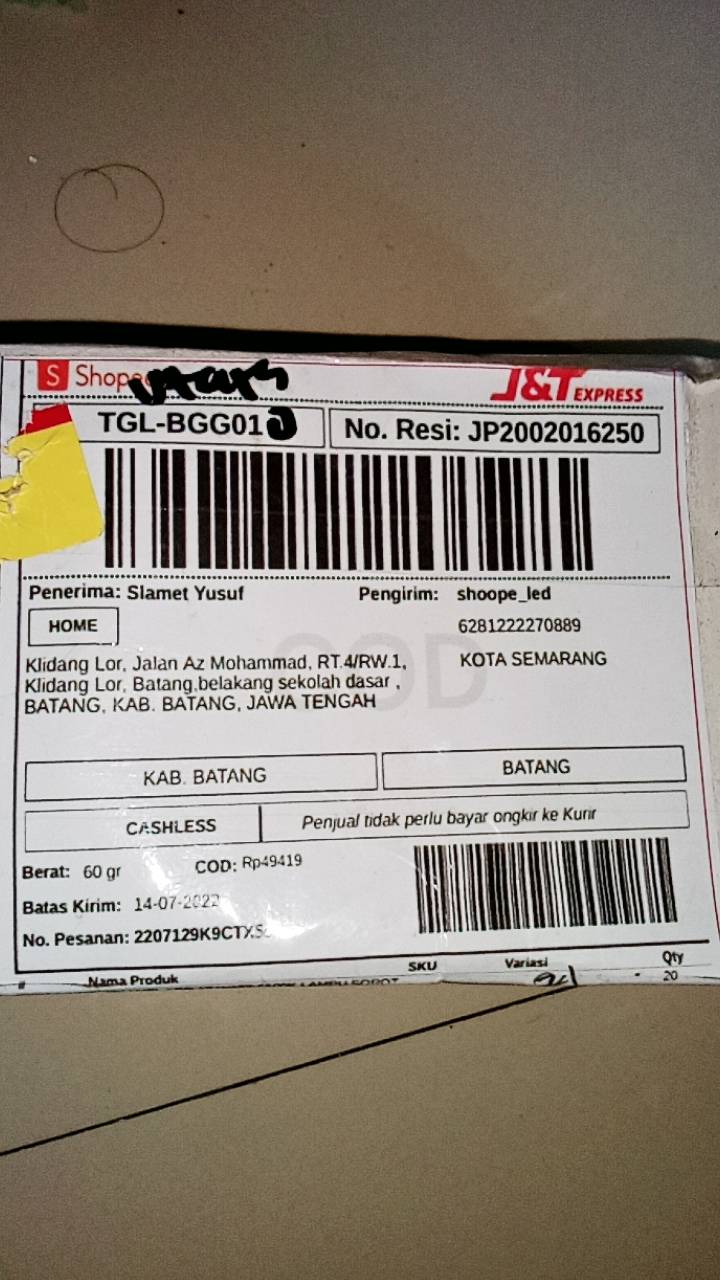 Shopee
J&T EXPRESS
TGL-BGG01
No. Resi: JP2002016250
Penerima: Slamet Yusuf
Pengirim: shoope_led
HOME
6281222270889
Klidang Lor, Jalan Az Mohammad, RT.4/RW.1,
KOTA SEMARANG
Klidang Lor, Batang,belakang sekolah dasar ,
BATANG, KAB. BATANG, JAWA TENGAH
COD
KAB. BATANG
BATANG
CASHLESS
Penjual tidak perlu bayar ongkir ke Kurir
Berat: 60 gr
COD: Rp49419
Batas Kirim: 14-07-2022
No. Pesanan:
# Nama Produk
SKU
Variasi
Qty
20